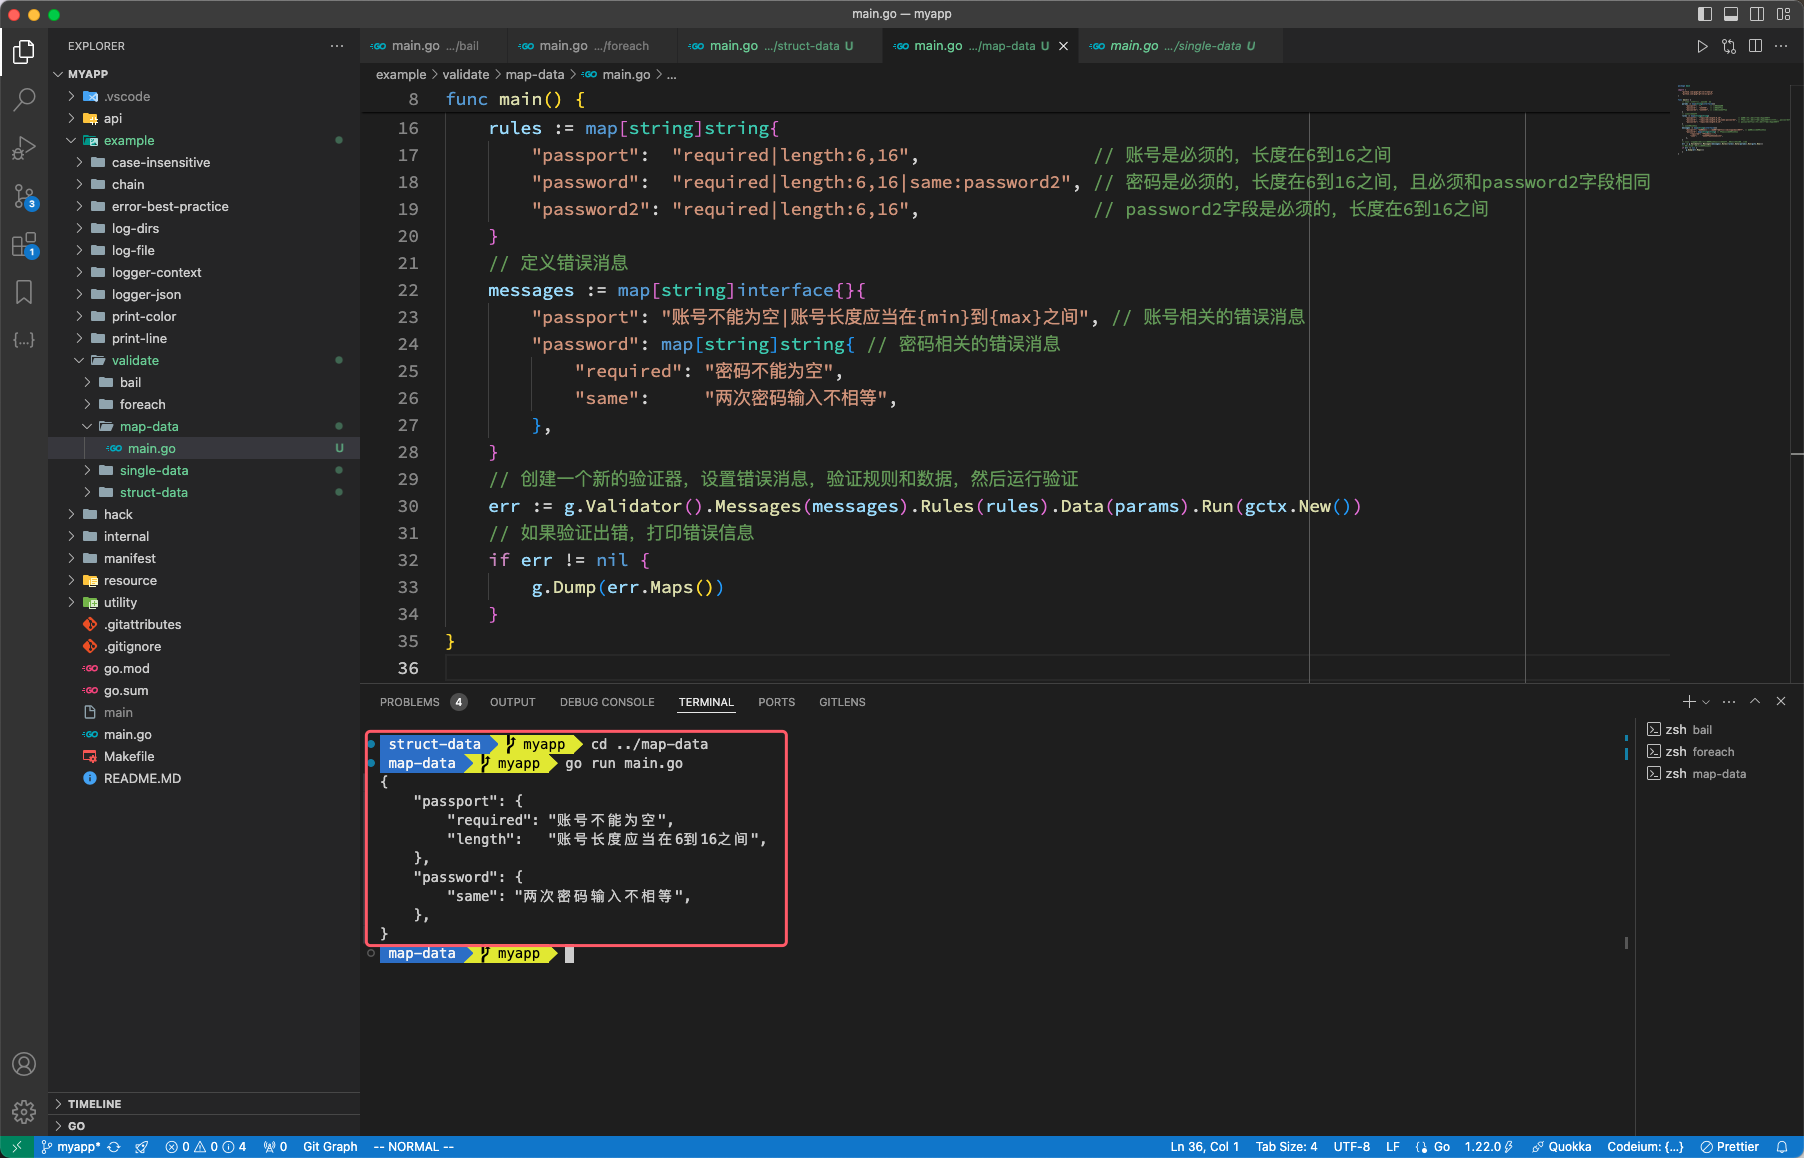 main.go — myapp
EXPLORER
MYAPP
.vscode
api
example
case-insensitive
chain
error-best-practice
log-dirs
log-file
logger-context
logger-json
print-color
print-line
validate
bail
foreach
map-data
main.go U
single-data
struct-data
hack
internal
manifest
resource
utility
.gitattributes
.gitignore
go.mod
go.sum
main
main.go
Makefile
README.MD
TIMELINE
GO
3
1
main.go .../bail
main.go .../foreach
main.go .../struct-data U
main.go .../map-data U
main.go .../single-data U
example > validate > map-data > main.go > ...
8 func main() {
16 rules := map[string]string{
17 "passport": "required|length:6,16", // 账号是必须的，长度在6到16之间
18 "password": "required|length:6,16|same:password2", // 密码是必须的，长度在6到16之间，且必须和password2字段相同
19 "password2": "required|length:6,16", // password2字段是必须的，长度在6到16之间
20 }
21 // 定义错误消息
22 messages := map[string]interface{}{
23 "passport": "账号不能为空|账号长度应当在{min}到{max}之间", // 账号相关的错误消息
24 "password": map[string]string{ // 密码相关的错误消息
25 "required": "密码不能为空",
26 "same": "两次密码输入不相等",
27 },
28 }
29 // 创建一个新的验证器，设置错误消息，验证规则和数据，然后运行验证
30 err := g.Validator().Messages(messages).Rules(rules).Data(params).Run(gctx.New())
31 // 如果验证出错，打印错误信息
32 if err != nil {
33 g.Dump(err.Maps())
34 }
35 }
36
PROBLEMS 4 OUTPUT DEBUG CONSOLE TERMINAL PORTS GITLENS
struct-data myapp cd ../map-data
map-data myapp go run main.go
{
"passport": {
"required": "账号不能为空",
"length": "账号长度应当在6到16之间",
},
"password": {
"same": "两次密码输入不相等",
},
}
map-data myapp
zsh bail
zsh foreach
zsh map-data
myapp* 0 0 4 0 Git Graph -- NORMAL -- Ln 36, Col 1 Tab Size: 4 UTF-8 LF Go 1.22.0 Quokka Codeium: {...} Prettier